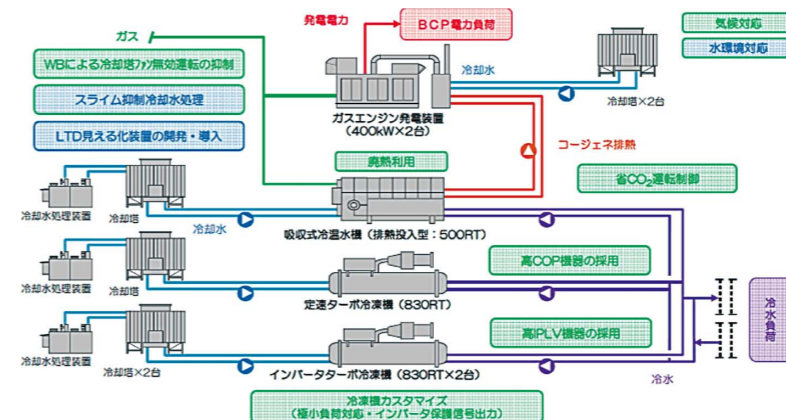 発電電力
BCP電力負荷
気候対応
水環境対応
ガス
WBによる冷却塔ファン無効運転の抑制
スライム抑制冷却水処理
LTD見える化装置の開発・導入
冷却水
冷却塔×2台
ガスエンジン発電装置
(400kW×2台)
コージェネ排熱
廃熱利用
省CO₂運転制御
冷却水処理装置
冷却塔
冷却水
吸収式冷温水機(排熱投入型:500RT)
高COP機器の採用
冷却水処理装置
冷却塔
定速ターボ冷凍機(830RT)
冷水負荷
高IPLV機器の採用
冷却水処理装置
冷却塔×2台
インバータターボ冷凍機(830RT×2台)
冷水
冷凍機カスタマイズ
(極小負荷対応・インバータ保護信号出力)